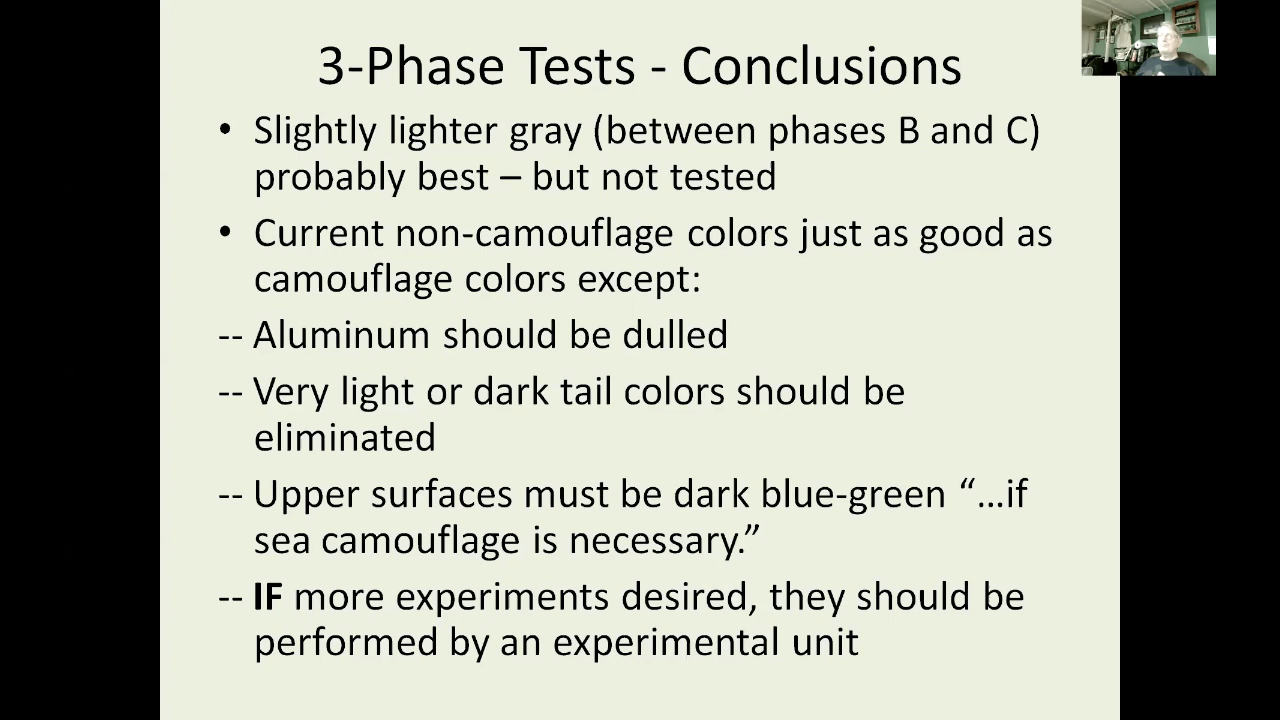 3-Phase Tests - Conclusions
• Slightly lighter gray (between phases B and C)
probably best – but not tested
• Current non-camouflage colors just as good as
camouflage colors except:
-- Aluminum should be dulled
-- Very light or dark tail colors should be
eliminated
-- Upper surfaces must be dark blue-green “…if
sea camouflage is necessary.”
-- IF more experiments desired, they should be
performed by an experimental unit